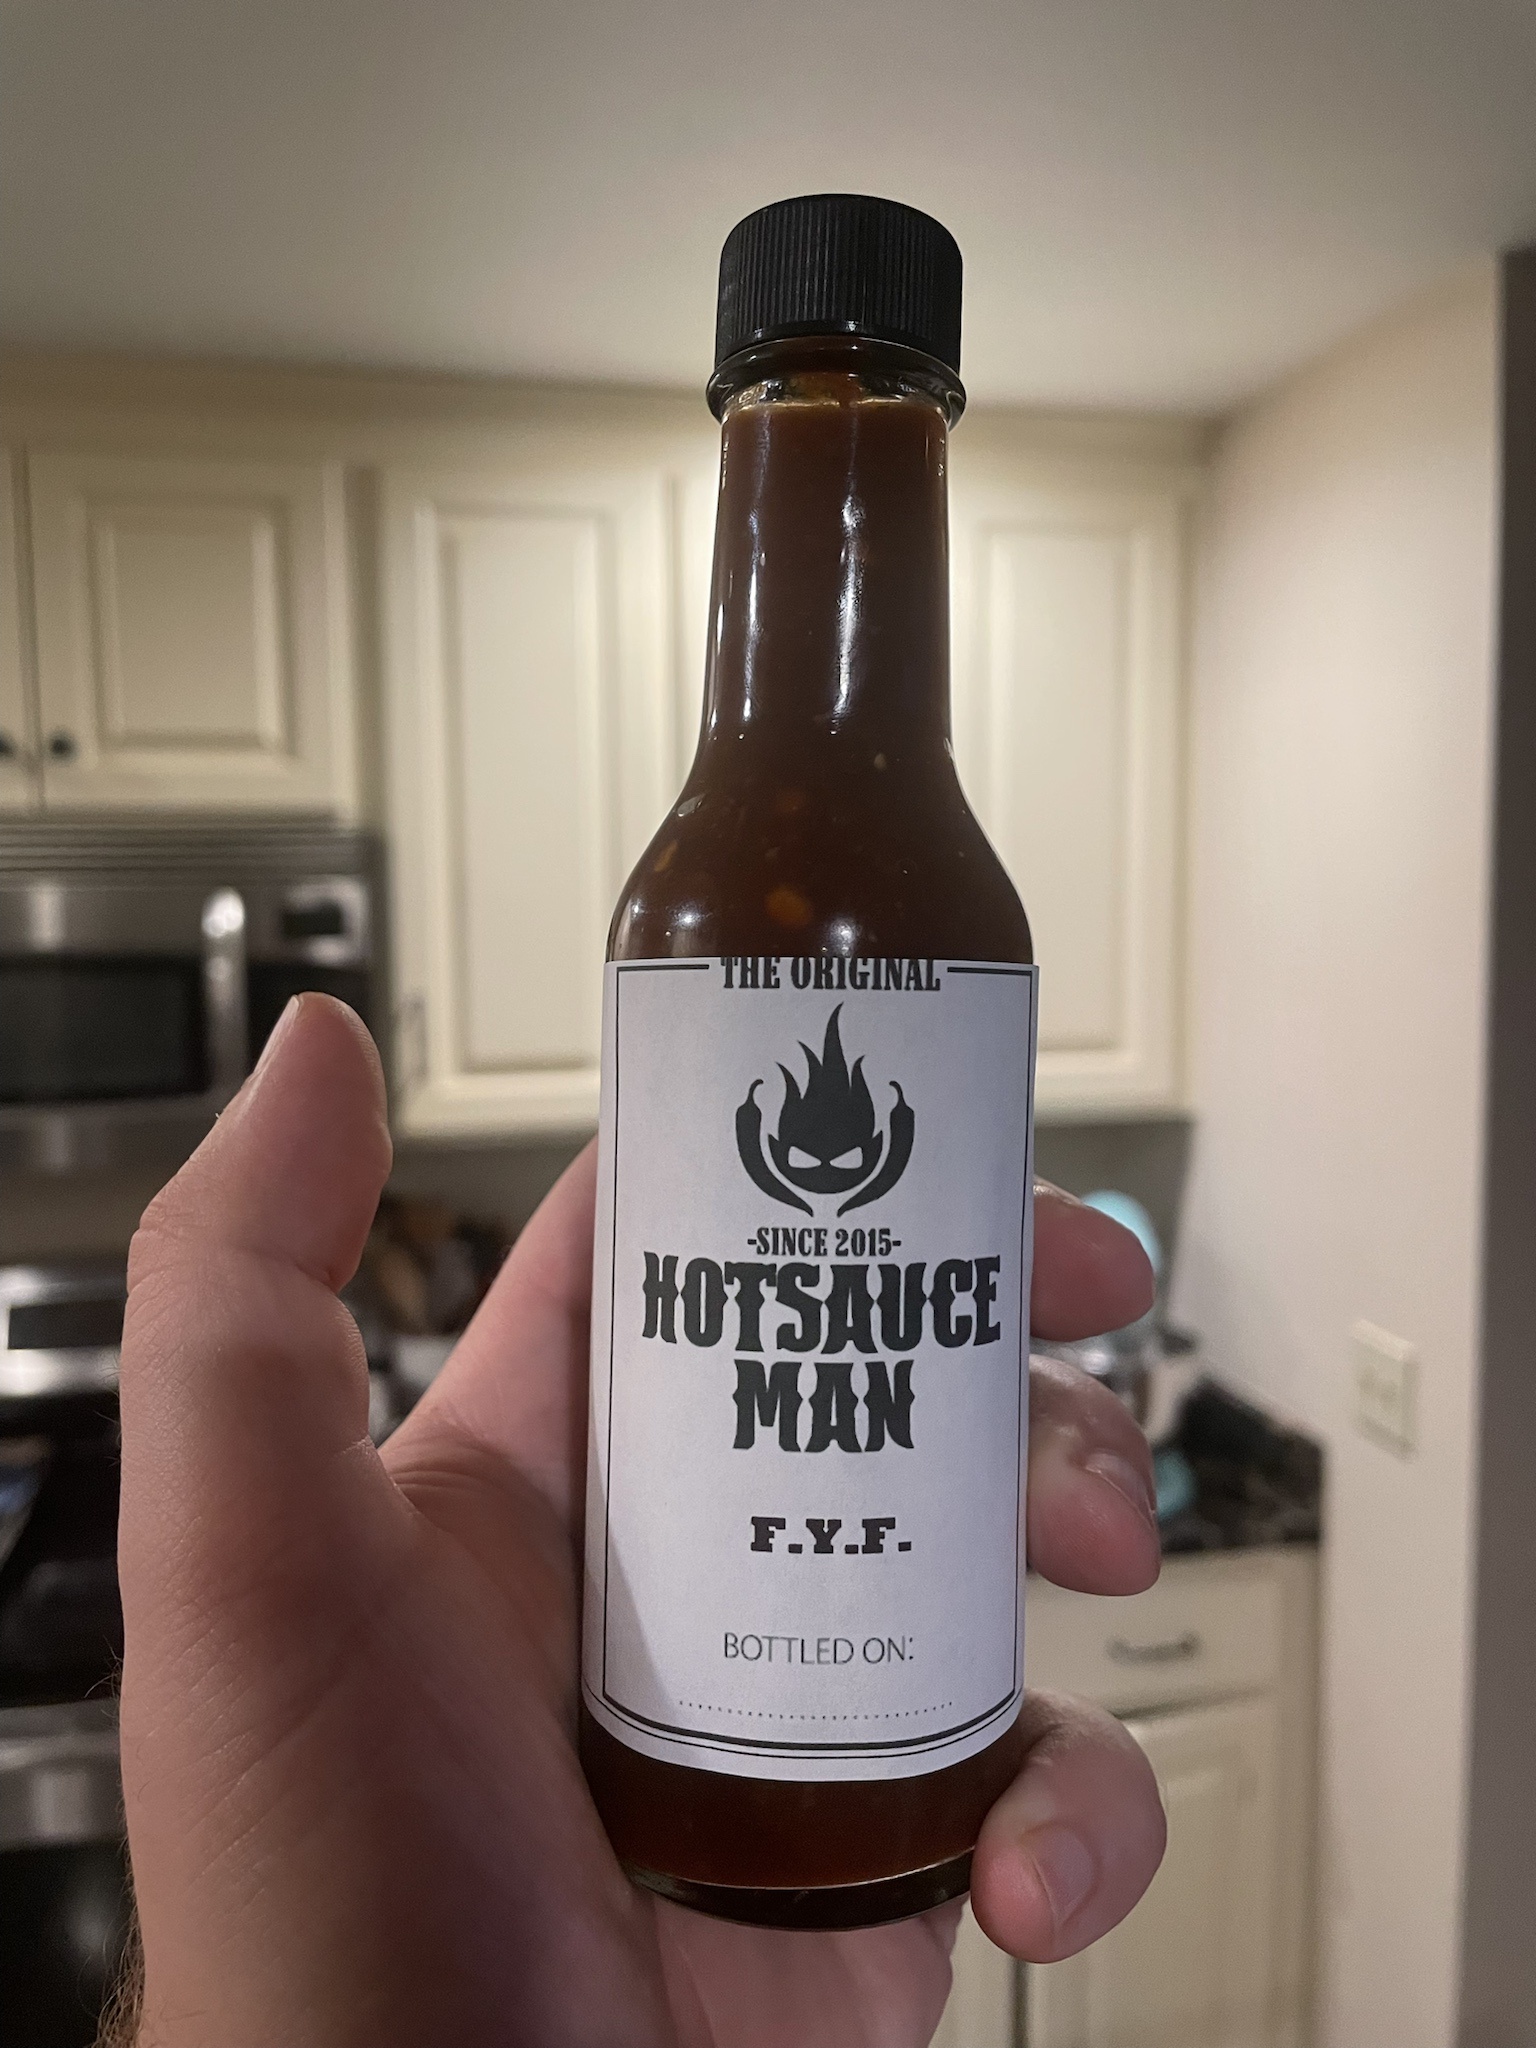 THE ORIGINAL
-SINCE 2015-
HOTSAUCE
MAN
F.Y.F.
BOTTLED ON: